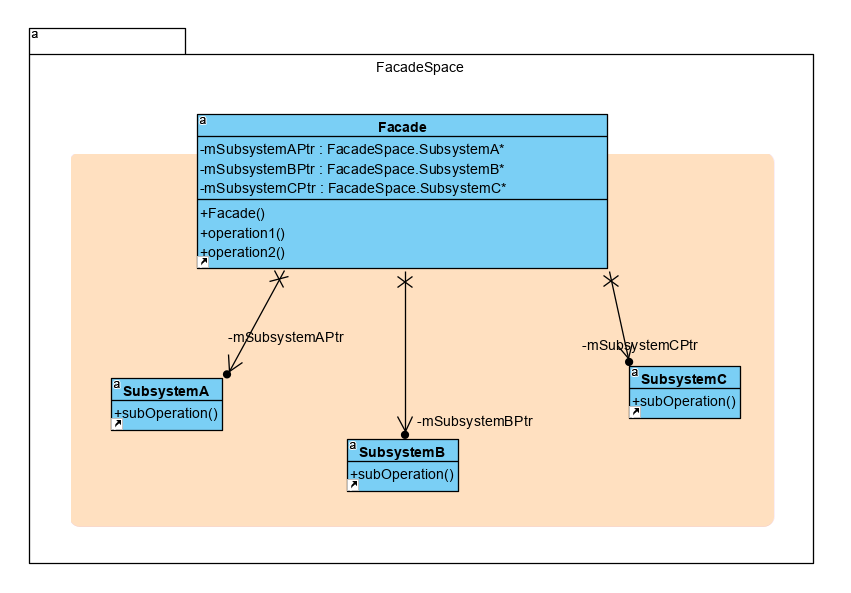 a
FacadeSpace
a
Facade
-mSubsystemAPtr : FacadeSpace.SubsystemA*
-mSubsystemBPtr : FacadeSpace.SubsystemB*
-mSubsystemCPtr : FacadeSpace.SubsystemC*
+Facade()
+operation1()
+operation2()
-mSubsystemAPtr
-mSubsystemCPtr
a
SubsystemA
+subOperation()
a
SubsystemC
+subOperation()
-mSubsystemBPtr
a
SubsystemB
+subOperation()